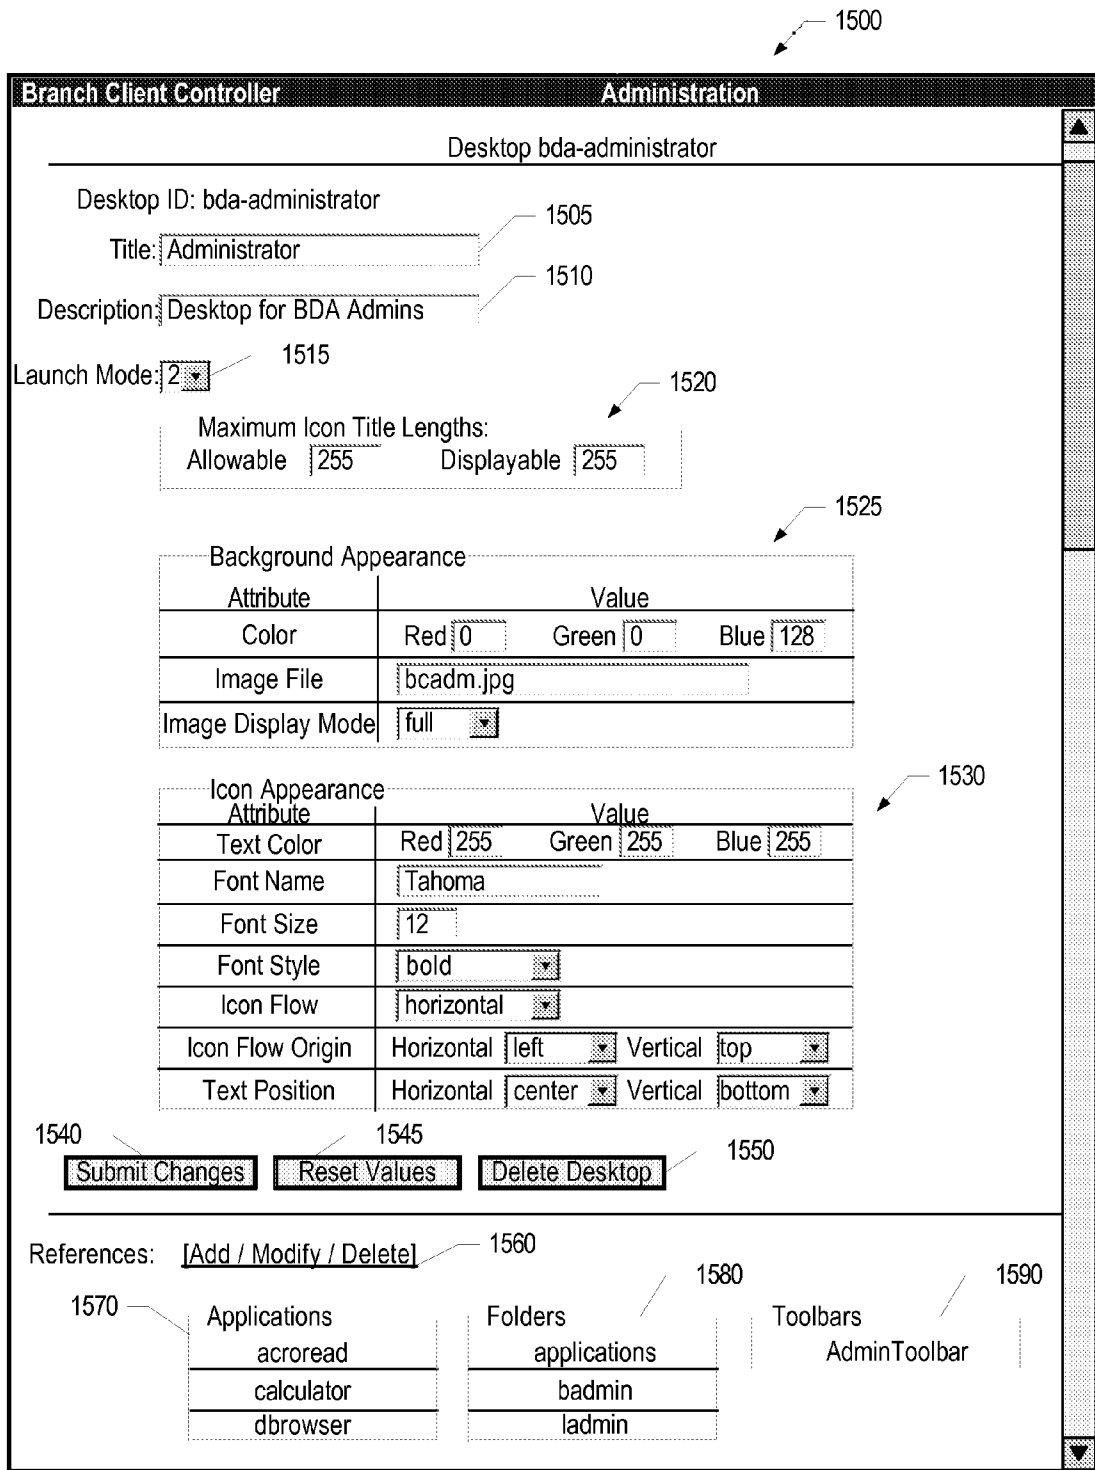 1500
Branch Client Controller Administration
Desktop bda-administrator
Desktop ID: bda-administrator
1505
Title: Administrator
1510
Description: Desktop for BDA Admins
1515
Launch Mode: 2
1520
Maximum Icon Title Lengths:
Allowable 255 Displayable 255
1525
Background Appearance
Attribute Value
Color Red 0 Green 0 Blue 128
Image File bcadm.jpg
Image Display Mode full
1530
Icon Appearance
Attribute Value
Text Color Red 255 Green 255 Blue 255
Font Name Tahoma
Font Size 12
Font Style bold
Icon Flow horizontal
Icon Flow Origin Horizontal left Vertical top
Text Position Horizontal center Vertical bottom
1540 1545 1550
Submit Changes Reset Values Delete Desktop
References: [Add / Modify / Delete] 1560
1570 1580 1590
Applications Folders Toolbars
acroread applications AdminToolbar
calculator badmin
dbrowser ladmin